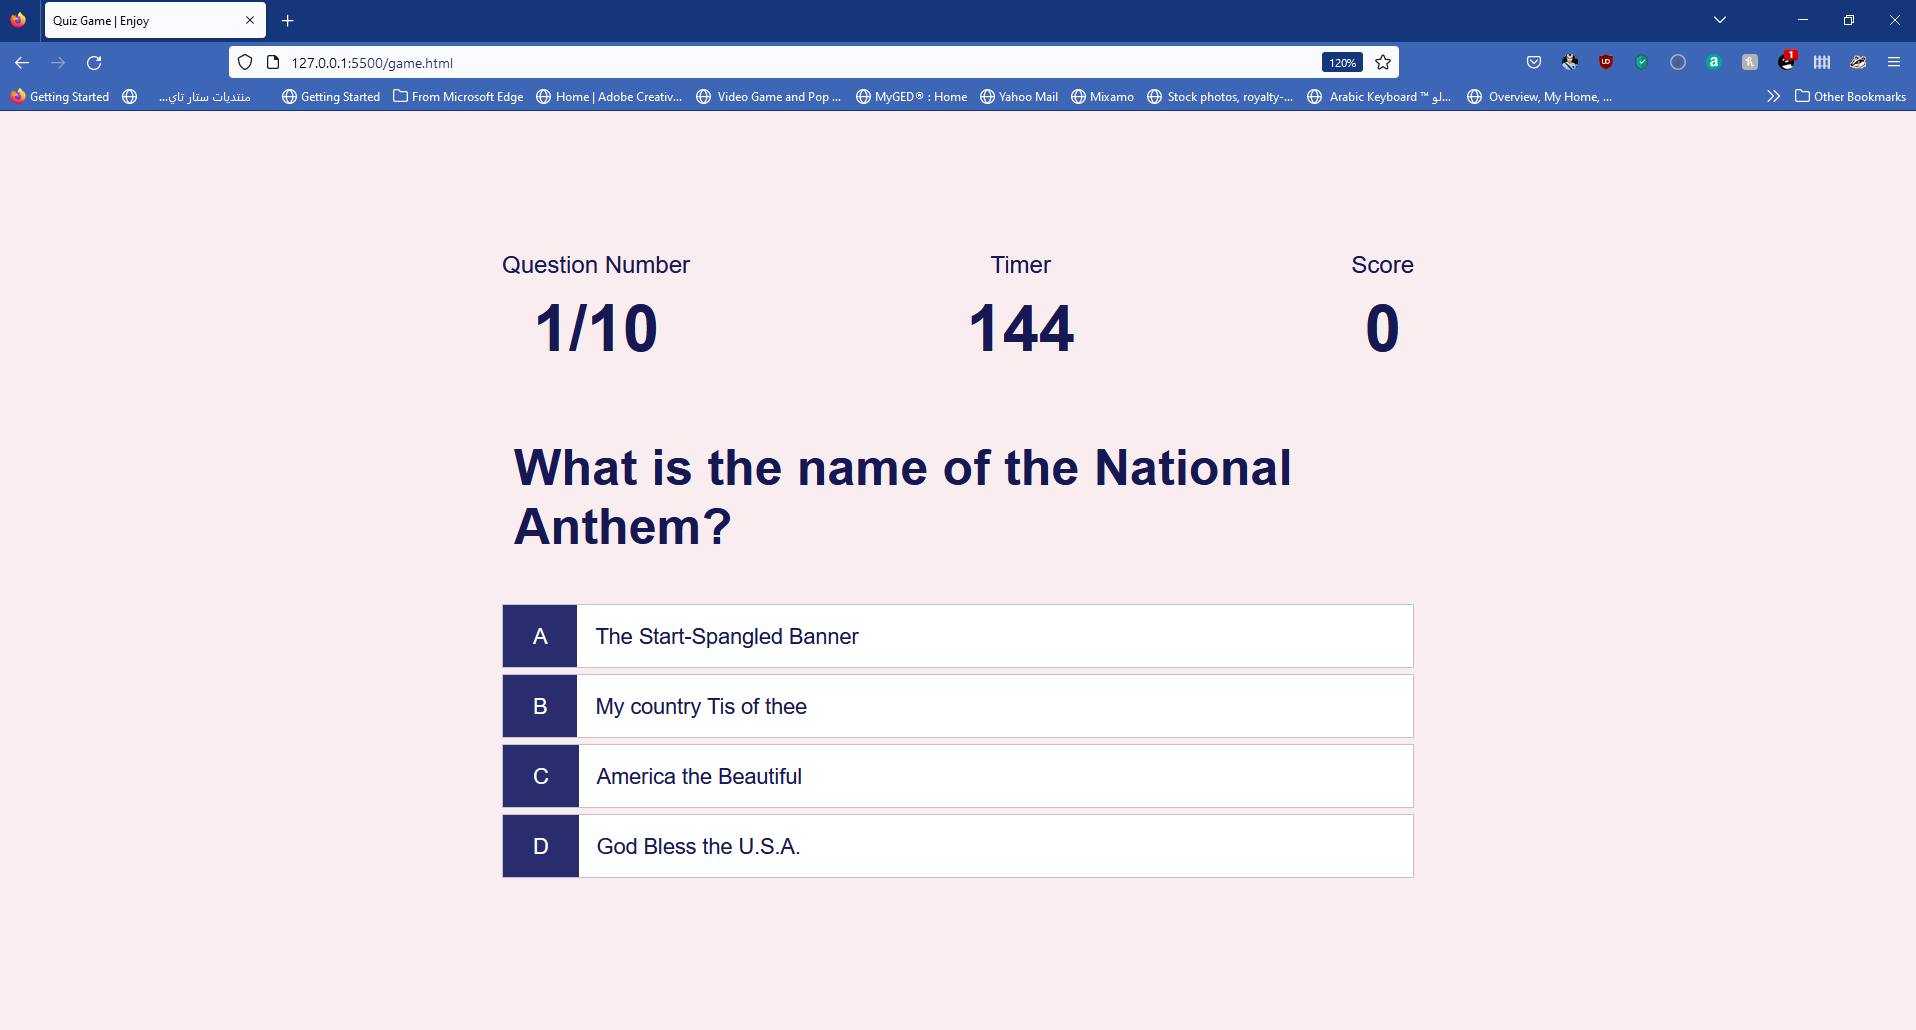 Quiz Game | Enjoy
127.0.0.1:5500/game.html
120%
1
Getting Started
منتديات ستار تاي...
Getting Started
From Microsoft Edge
Home | Adobe Creativ...
Video Game and Pop ...
MyGED® : Home
Yahoo Mail
Mixamo
Stock photos, royalty-...
Arabic Keyboard ™ لو...
Overview, My Home, ...
Other Bookmarks
Question Number
Timer
Score
1/10
144
0
What is the name of the National
Anthem?
A The Start-Spangled Banner
B My country Tis of thee
C America the Beautiful
D God Bless the U.S.A.